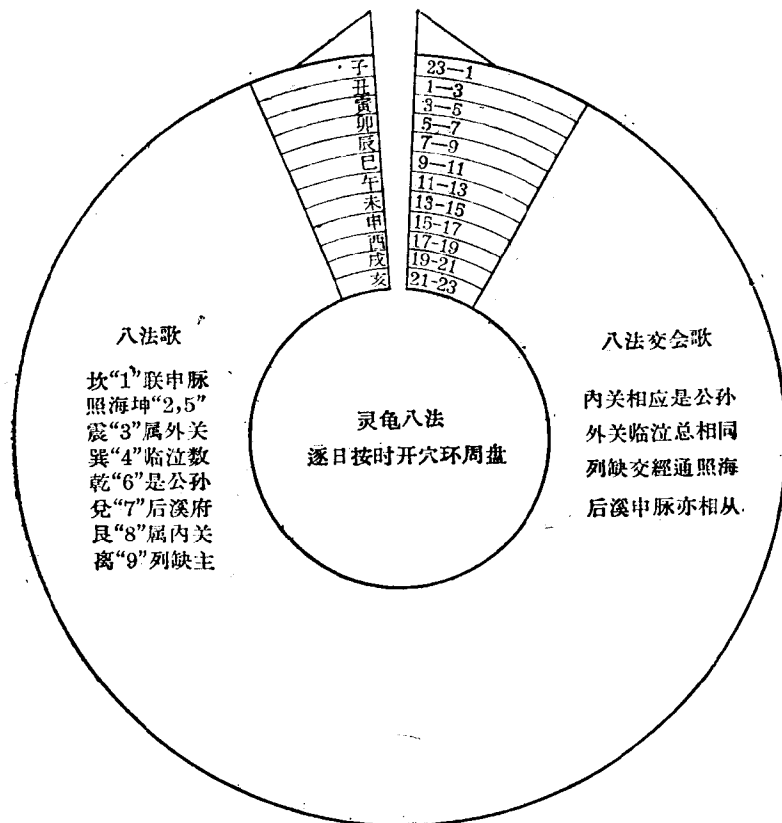 子 23—1
丑 1—3
寅 3—5
卯 5—7
辰 7—9
巳 9—11
午 11-13
未 13-15
申 15-17
酉 17-19
戌 19-21
亥 21-23
八法歌
坎“1”联申脉
照海坤“2,5”
震“3”属外关
巽“4”临泣数
乾“6”是公孙
兌“7”后溪府
艮“8”属内关
离“9”列缺主
灵龟八法
逐日按时开穴环周盘
八法交会歌
内关相应是公孙
外关临泣总相同
列缺交經通照海
后溪申脉亦相从